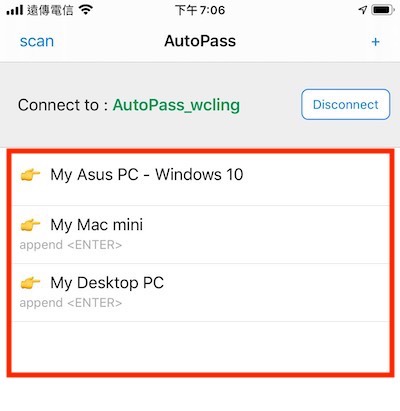 遠傳電信 下午7:06
scan AutoPass +
Connect to : AutoPass_wcling Disconnect
👉 My Asus PC - Windows 10
👉 My Mac mini
append <ENTER>
👉 My Desktop PC
append <ENTER>